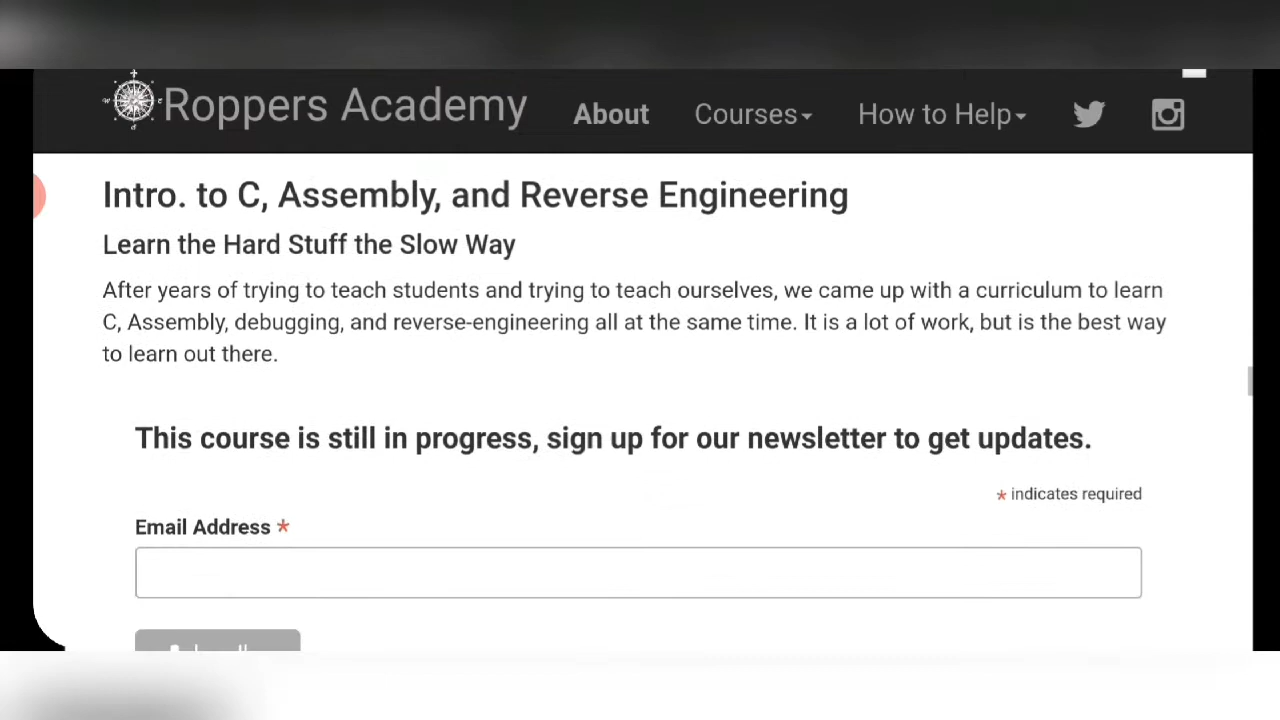 Roppers Academy About Courses How to Help
Intro. to C, Assembly, and Reverse Engineering
Learn the Hard Stuff the Slow Way
After years of trying to teach students and trying to teach ourselves, we came up with a curriculum to learn
C, Assembly, debugging, and reverse-engineering all at the same time. It is a lot of work, but is the best way
to learn out there.
This course is still in progress, sign up for our newsletter to get updates.
* indicates required
Email Address *